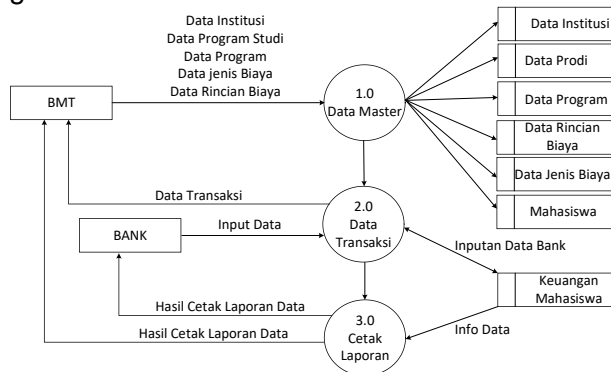 g
Data Institusi
Data Program Studi
Data Program
Data jenis Biaya
Data Rincian Biaya
BMT
1.0
Data Master
Data Institusi
Data Prodi
Data Program
Data Rincian
Biaya
Data Jenis Biaya
Mahasiswa
Data Transaksi
2.0
Data
Transaksi
BANK
Input Data
Inputan Data Bank
Keuangan
Mahasiswa
Hasil Cetak Laporan Data
Hasil Cetak Laporan Data
3.0
Cetak
Laporan
Info Data